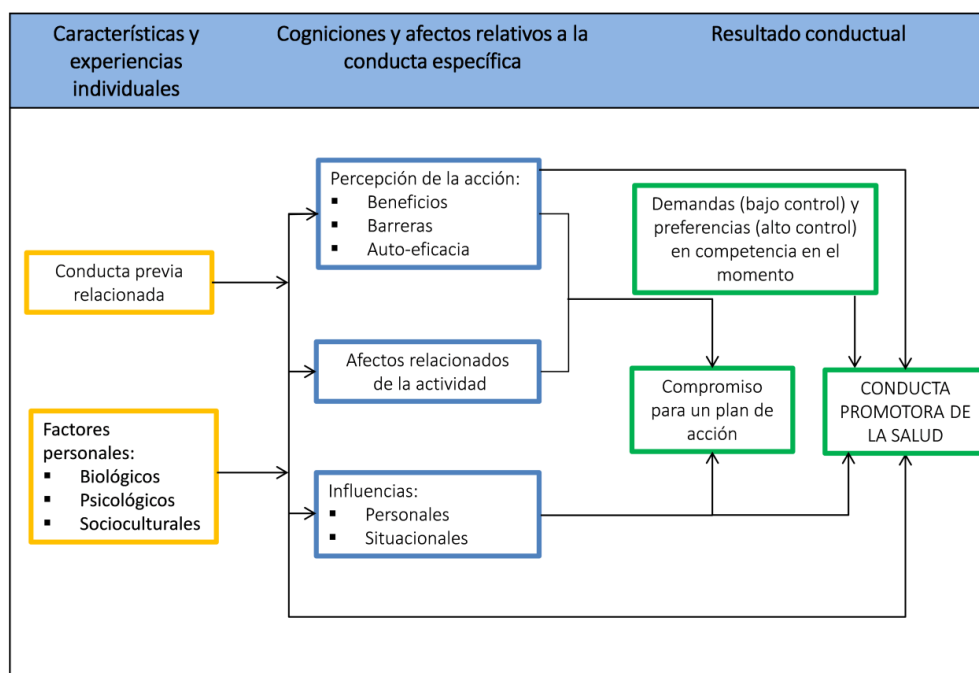 Características y
experiencias
individuales
Cogniciones y afectos relativos a la
conducta específica
Resultado conductual
Conducta previa
relacionada
Factores
personales:
▪ Biológicos
▪ Psicológicos
▪ Socioculturales
Percepción de la acción:
▪ Beneficios
▪ Barreras
▪ Auto-eficacia
Afectos relacionados
de la actividad
Influencias:
▪ Personales
▪ Situacionales
Demandas (bajo control) y
preferencias (alto control)
en competencia en el
momento
Compromiso
para un plan de
acción
CONDUCTA
PROMOTORA DE
LA SALUD